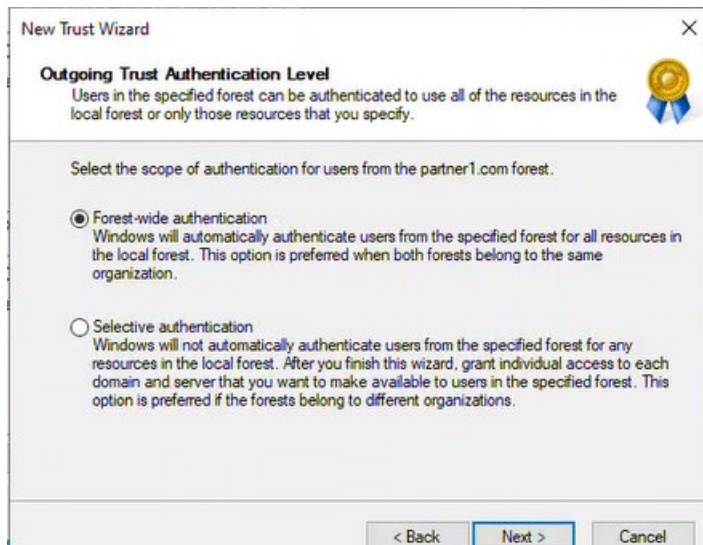 New Trust Wizard
Outgoing Trust Authentication Level
Users in the specified forest can be authenticated to use all of the resources in the
local forest or only those resources that you specify.
Select the scope of authentication for users from the partner1.com forest.
Forest-wide authentication
Windows will automatically authenticate users from the specified forest for all resources in
the local forest. This option is preferred when both forests belong to the same
organization.
Selective authentication
Windows will not automatically authenticate users from the specified forest for any
resources in the local forest. After you finish this wizard, grant individual access to each
domain and server that you want to make available to users in the specified forest. This
option is preferred if the forests belong to different organizations.
< Back Next > Cancel